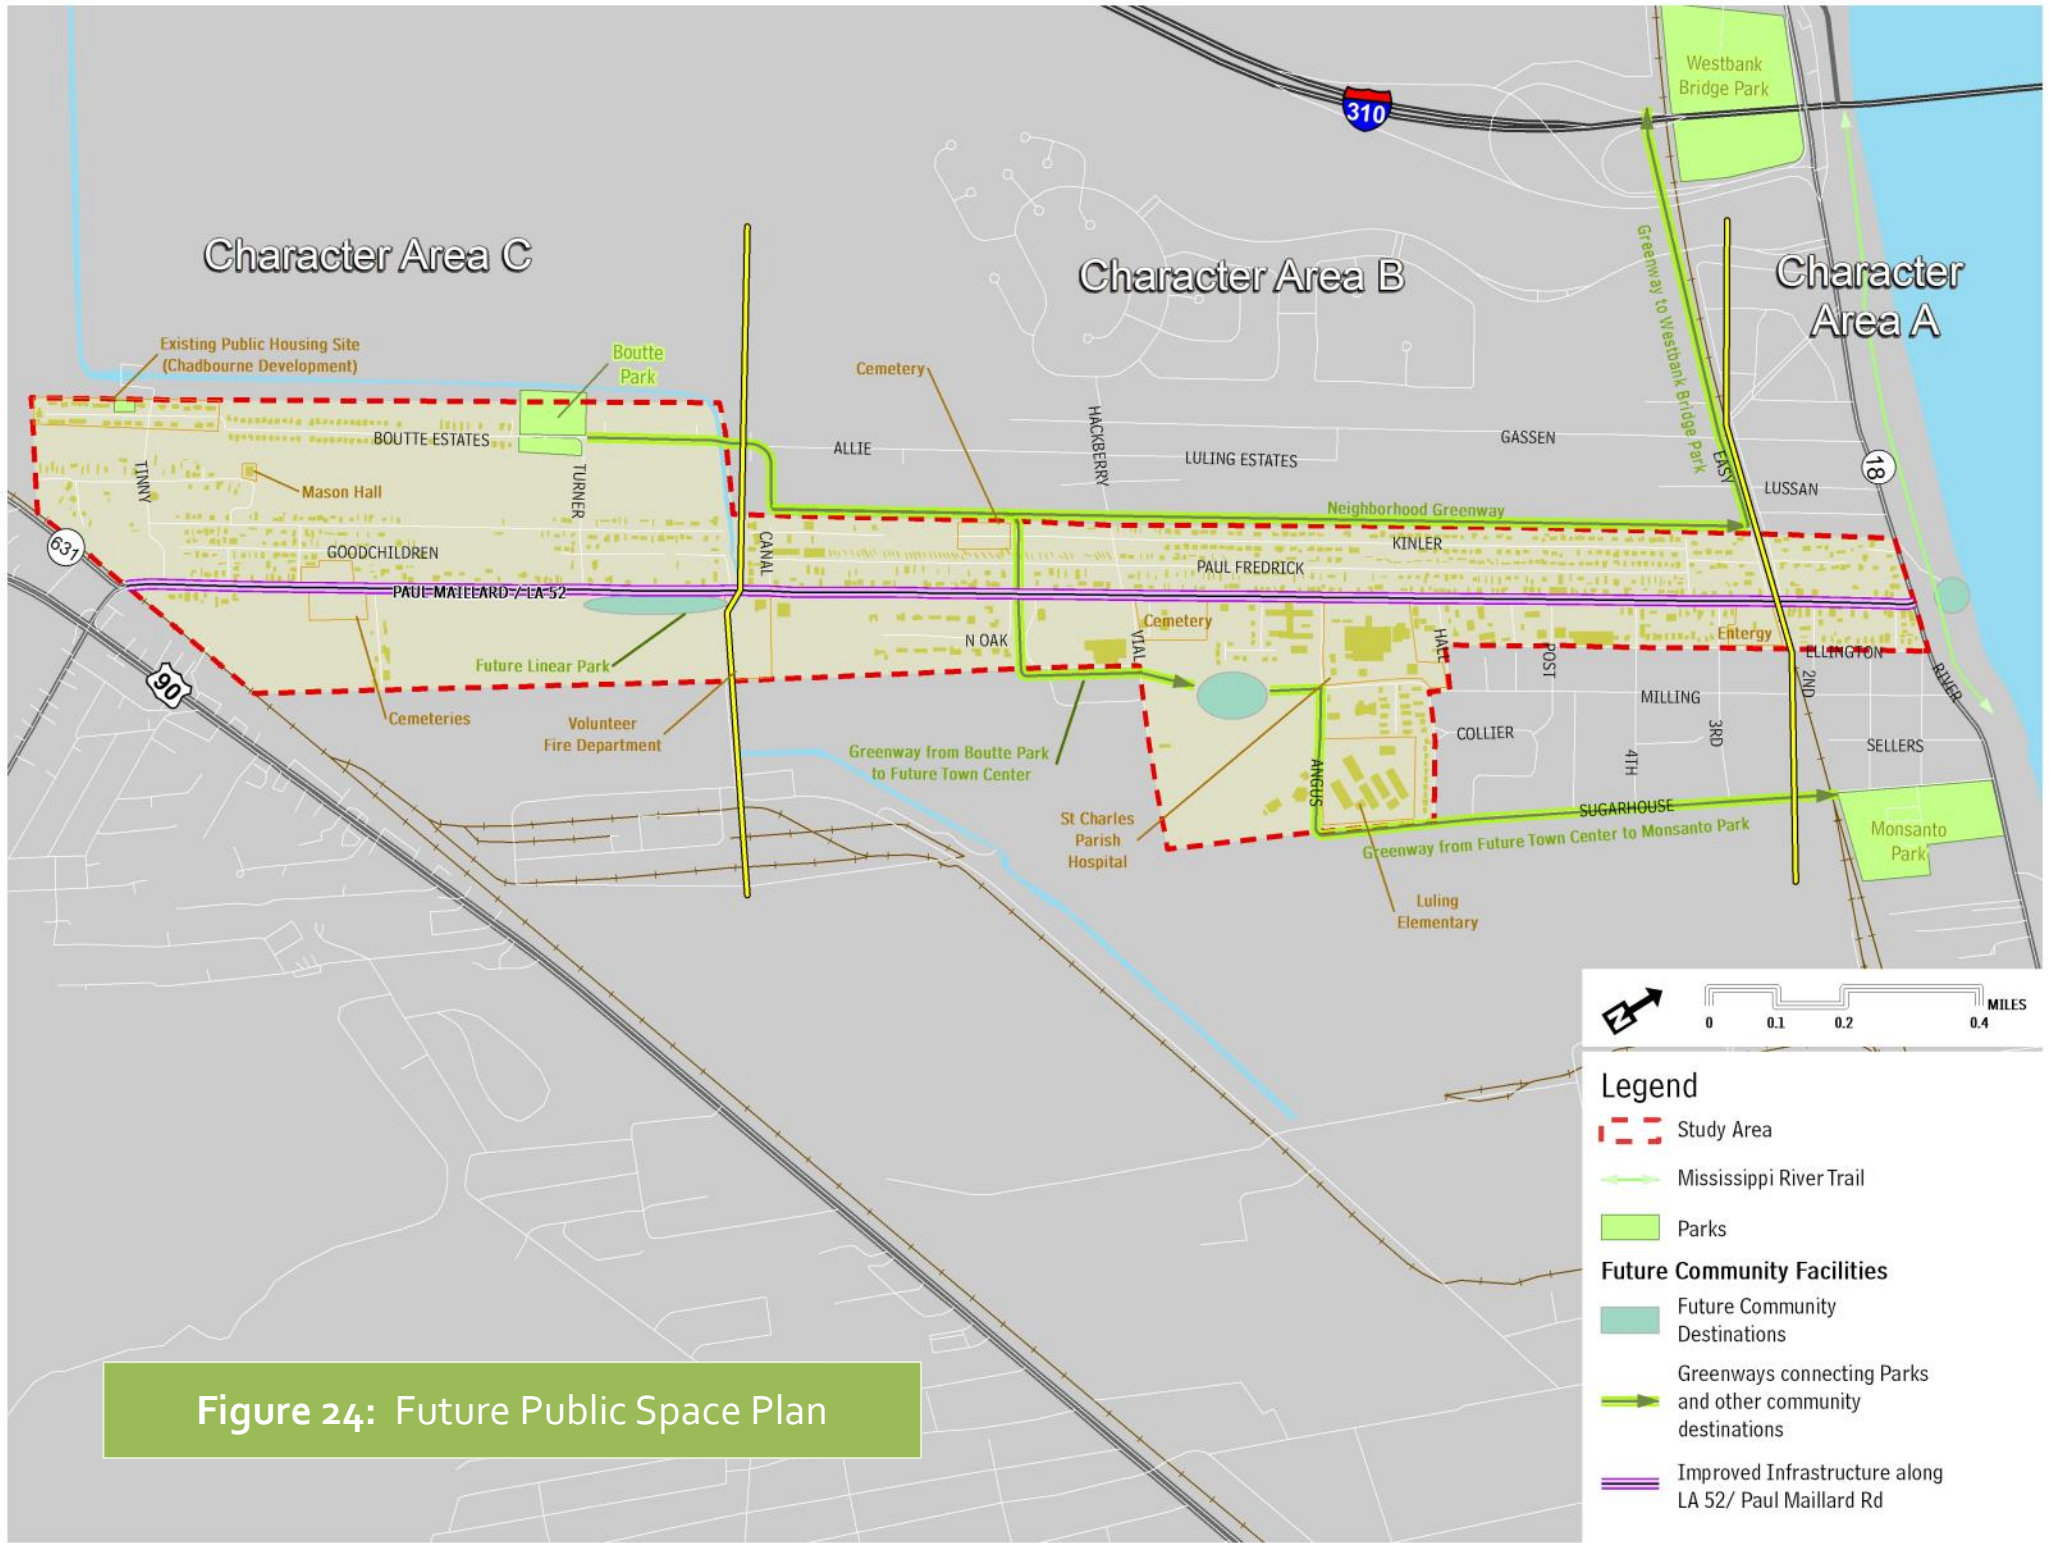 Westbank
Bridge Park
310
Character Area C
Character Area B
Character
Area A
Greenway to Westbank Bridge Park
Existing Public Housing Site
(Chadbourne Development)
Boutte
Park
Cemetery
HACKBERRY
BOUTTE ESTATES
ALLIE
LULING ESTATES
GASSEN
EASY
18
LUSSAN
TINNY
Mason Hall
TURNER
Neighborhood Greenway
631
GOODCHILDREN
CANAL
KINLER
PAUL FREDRICK
PAUL MAILLARD / LA 52
Cemetery
N OAK
VIAL
HALL
Entergy
ELLINGTON
POST
Future Linear Park
90
2ND
RIVER
MILLING
Cemeteries
Volunteer
Fire Department
Greenway from Boutte Park
to Future Town Center
COLLIER
3RD
4TH
SELLERS
ANGUS
St Charles
Parish
Hospital
SUGARHOUSE
Greenway from Future Town Center to Monsanto Park
Monsanto
Park
Luling
Elementary
N
MILES
0 0.1 0.2 0.4
Legend
Study Area
Mississippi River Trail
Parks
Future Community Facilities
Future Community
Destinations
Greenways connecting Parks
and other community
destinations
Improved Infrastructure along
LA 52/ Paul Maillard Rd
Figure 24: Future Public Space Plan